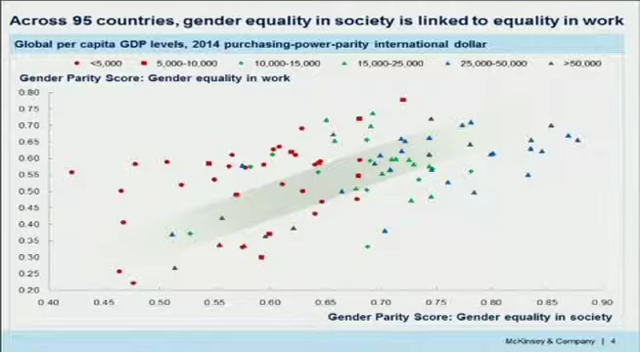 Across 95 countries, gender equality in society is linked to equality in work
Global per capita GDP levels, 2014 purchasing-power-parity international dollar
<5,000 5,000-10,000 10,000-15,000 15,000-25,000 25,000-50,000 >50,000
Gender Parity Score: Gender equality in work
0.80
0.75
0.70
0.65
0.60
0.55
0.50
0.45
0.40
0.35
0.30
0.25
0.20
0.40 0.45 0.50 0.55 0.60 0.65 0.70 0.75 0.80 0.85 0.90
Gender Parity Score: Gender equality in society
McKinsey & Company | 4